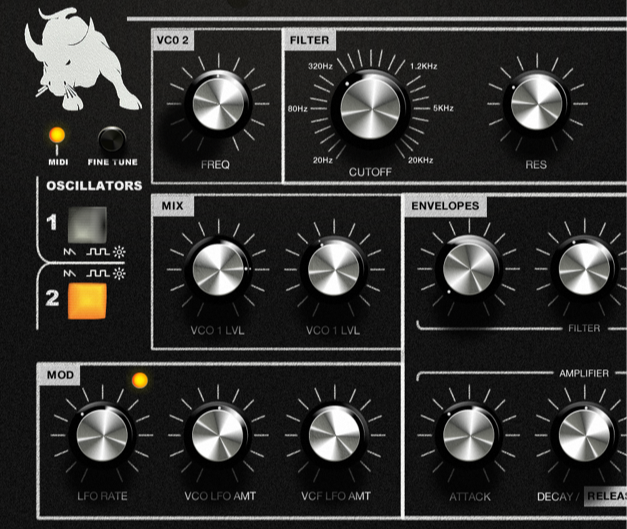 VCO 2
FILTER
320Hz
1.2KHz
80Hz
5KHz
20Hz
20KHz
FREQ
CUTOFF
RES
MIDI
FINE TUNE
OSCILLATORS
1
2
MIX
VCO 1 LVL
VCO 1 LVL
ENVELOPES
FILTER
MOD
LFO RATE
VCO LFO AMT
VCF LFO AMT
AMPLIFIER
ATTACK
DECAY /